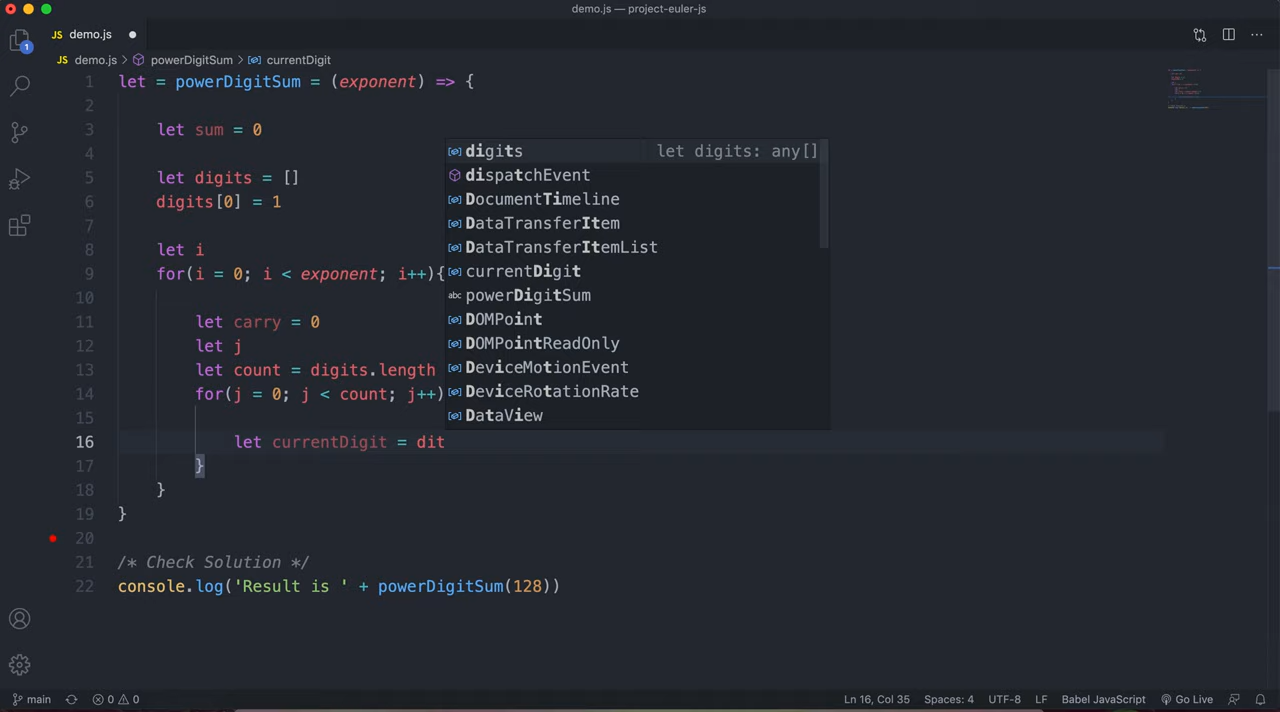 demo.js — project-euler-js
JS demo.js
JS demo.js > powerDigitSum > currentDigit
1
1 let = powerDigitSum = (exponent) => {
2
3 let sum = 0
4
5 let digits = []
6 digits[0] = 1
7
8 let i
9 for(i = 0; i < exponent; i++){
10
11 let carry = 0
12 let j
13 let count = digits.length
14 for(j = 0; j < count; j++)
15
16 let currentDigit = dit
17 }
18 }
19 }
20
21 /* Check Solution */
22 console.log('Result is ' + powerDigitSum(128))
digits let digits: any[]
dispatchEvent
DocumentTimeline
DataTransferItem
DataTransferItemList
currentDigit
abc powerDigitSum
DOMPoint
DOMPointReadOnly
DeviceMotionEvent
DeviceRotationRate
DataView
main 0 0 Ln 16, Col 35 Spaces: 4 UTF-8 LF Babel JavaScript Go Live